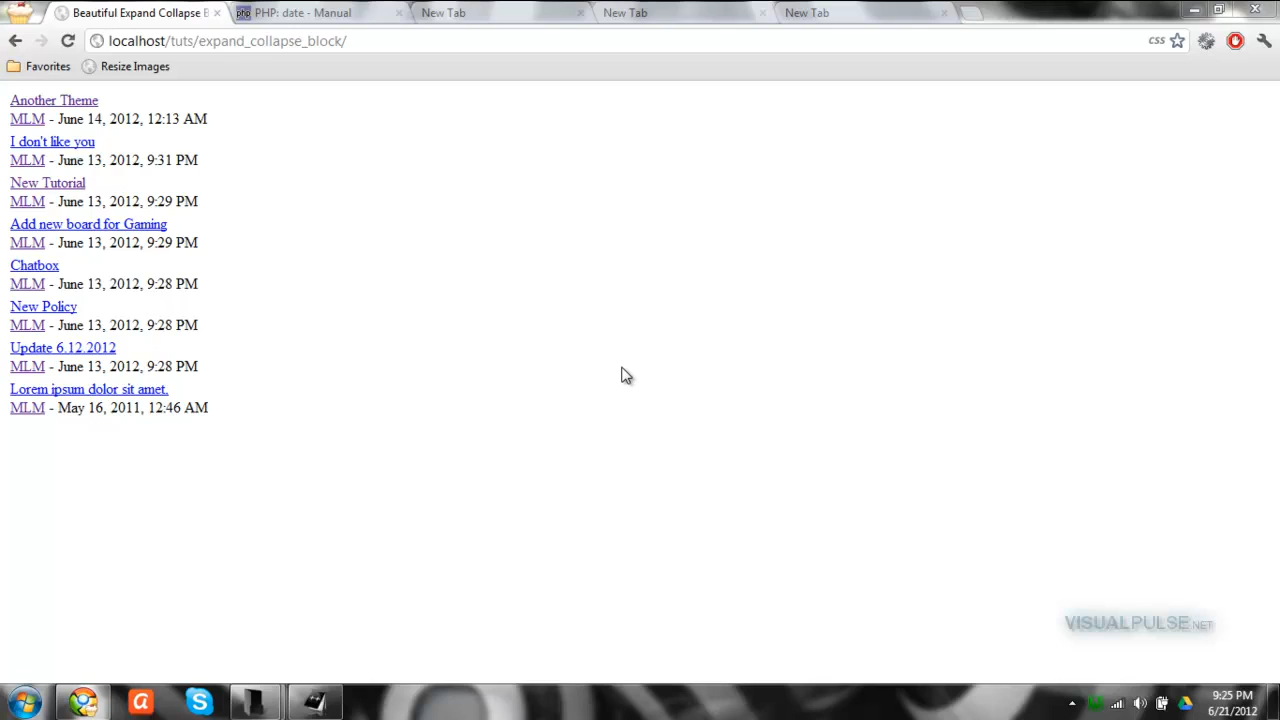 Beautiful Expand Collapse B
PHP: date - Manual
New Tab
New Tab
New Tab
localhost/tuts/expand_collapse_block/
css
Favorites
Resize Images
Another Theme
MLM - June 14, 2012, 12:13 AM
I don't like you
MLM - June 13, 2012, 9:31 PM
New Tutorial
MLM - June 13, 2012, 9:29 PM
Add new board for Gaming
MLM - June 13, 2012, 9:29 PM
Chatbox
MLM - June 13, 2012, 9:28 PM
New Policy
MLM - June 13, 2012, 9:28 PM
Update 6.12.2012
MLM - June 13, 2012, 9:28 PM
Lorem ipsum dolor sit amet,
MLM - May 16, 2011, 12:46 AM
VISUALPULSE.NET
9:25 PM
6/21/2012